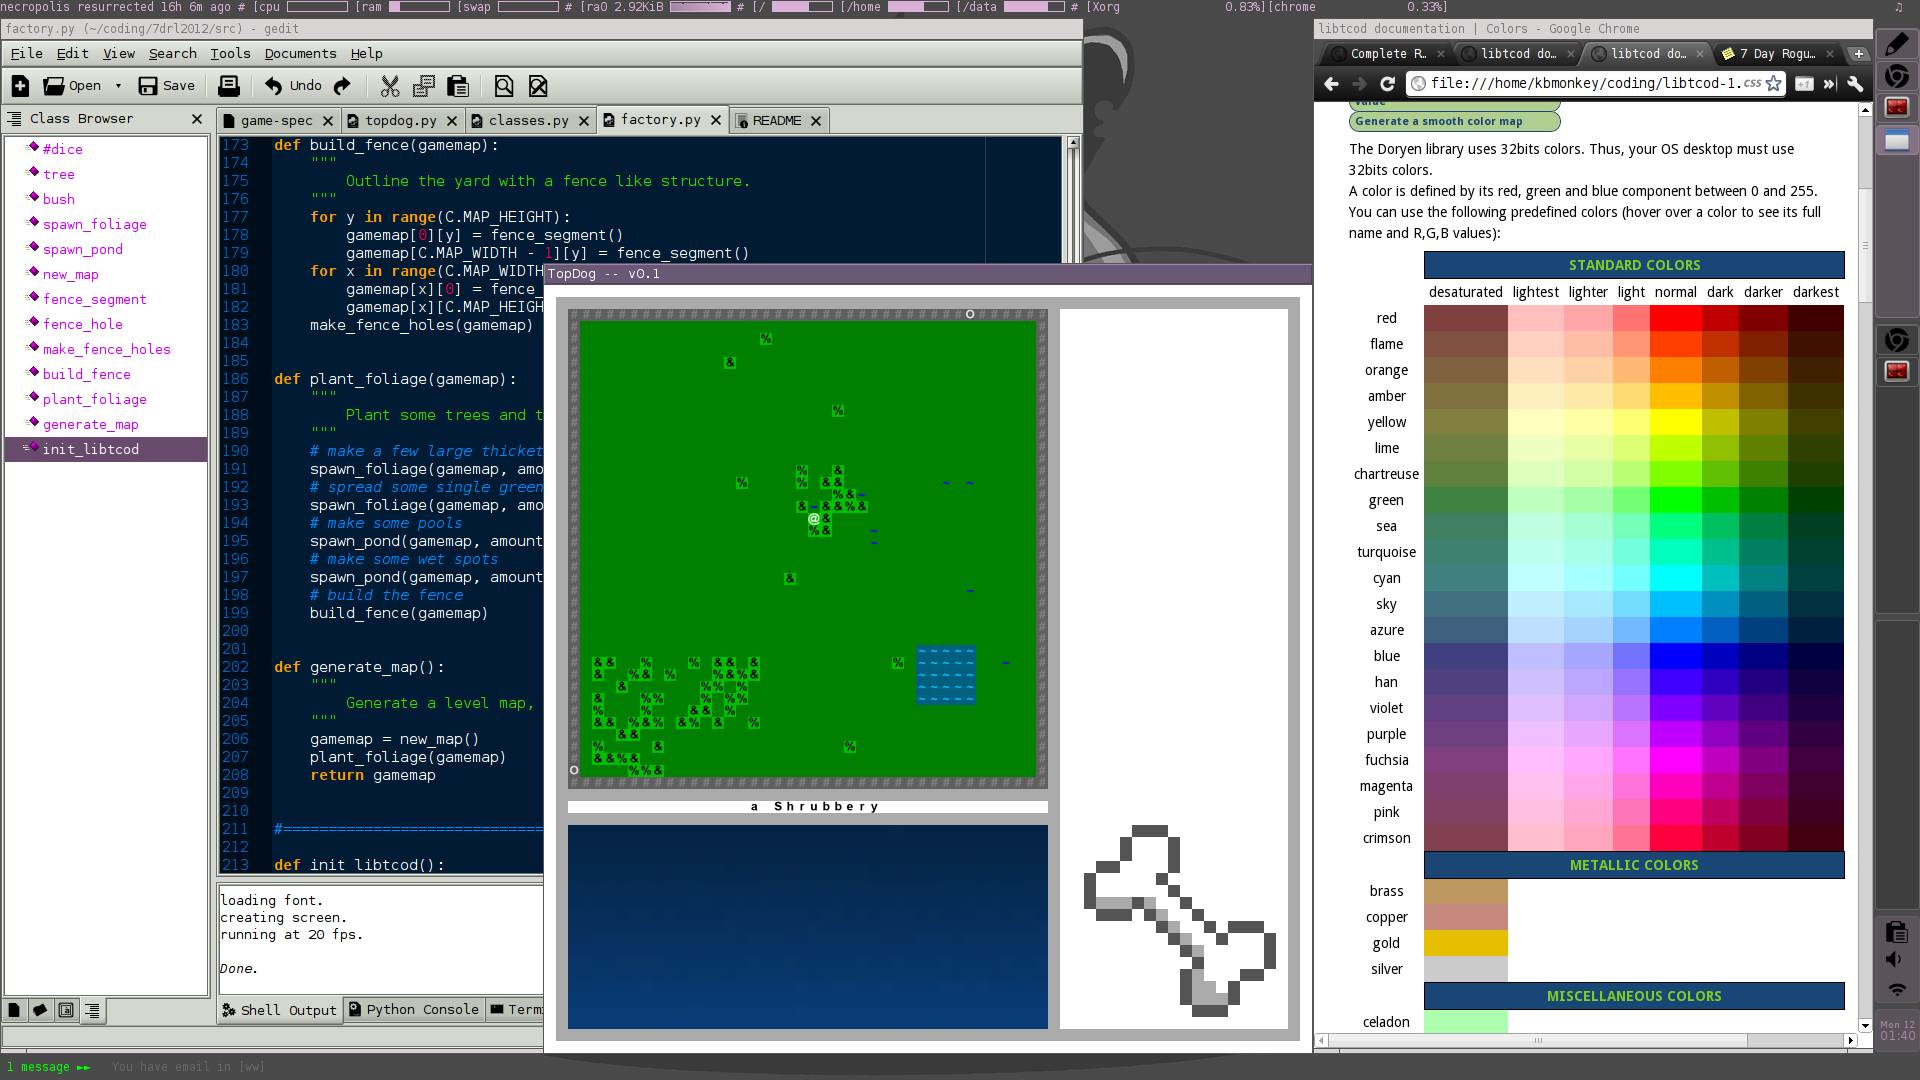 necropolis resurrected 16h 6m ago # [cpu
[ram
[swap
# [ra0 2.92KiB
# [/
[/home
[/data
# [Xorg 0.83%][chrome 0.33%]
factory.py (~/coding/7drl2012/src) - gedit
File Edit View Search Tools Documents Help
Open Save Undo
Class Browser
game-spec topdog.py classes.py factory.py README
#dice
tree
bush
spawn_foliage
spawn_pond
new_map
fence_segment
fence_hole
make_fence_holes
build_fence
plant_foliage
generate_map
init_libtcod
173 def build_fence(gamemap):
174 """
175 Outline the yard with a fence like structure.
176 """
177 for y in range(C.MAP_HEIGHT):
178 gamemap[0][y] = fence_segment()
179 gamemap[C.MAP_WIDTH - 1][y] = fence_segment()
180 for x in range(C.MAP_WIDTH
181 gamemap[x][0] = fence_
182 gamemap[x][C.MAP_HEIGH
183 make_fence_holes(gamemap)
184
185
186 def plant_foliage(gamemap):
187 """
188 Plant some trees and t
189 """
190 # make a few large thicket
191 spawn_foliage(gamemap, amo
192 # spread some single green
193 spawn_foliage(gamemap, amo
194 # make some pools
195 spawn_pond(gamemap, amount
196 # make some wet spots
197 spawn_pond(gamemap, amount
198 # build the fence
199 build_fence(gamemap)
200
201
202 def generate_map():
203 """
204 Generate a level map,
205 """
206 gamemap = new_map()
207 plant_foliage(gamemap)
208 return gamemap
209
210
211 #=============================
212
213 def init_libtcod():
loading font.
creating screen.
running at 20 fps.
Done.
Shell Output Python Console Termi
1 message ►► You have email in [ww]
TopDog -- v0.1
a Shrubbery
libtcod documentation | Colors - Google Chrome
Complete R... libtcod do... libtcod do... 7 Day Rogu...
file:///home/kbmonkey/coding/libtcod-1. css
value
Generate a smooth color map
The Doryen library uses 32bits colors. Thus, your OS desktop must use
32bits colors.
A color is defined by its red, green and blue component between 0 and 255.
You can use the following predefined colors (hover over a color to see its full
name and R,G,B values):
STANDARD COLORS
desaturated lightest lighter light normal dark darker darkest
red
flame
orange
amber
yellow
lime
chartreuse
green
sea
turquoise
cyan
sky
azure
blue
han
violet
purple
fuchsia
magenta
pink
crimson
METALLIC COLORS
brass
copper
gold
silver
MISCELLANEOUS COLORS
celadon
Mon 12
01:40